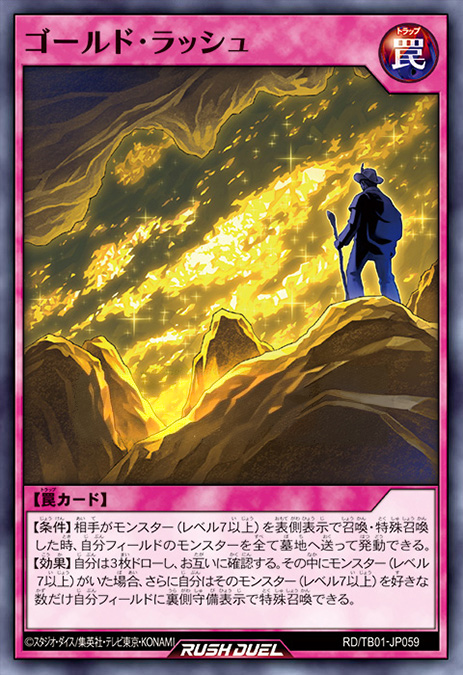 ゴールド・ラッシュ
トラップ
罠
トラップ
【罠カード】
【条件】相手がモンスター(レベル7以上)を表側表示で召喚・特殊召喚
した時、自分フィールドのモンスターを全て墓地へ送って発動できる。
【効果】自分は3枚ドローし、お互いに確認する。その中にモンスター(レベル
7以上)がいた場合、さらに自分はそのモンスター(レベル7以上)を好きな
数だけ自分フィールドに裏側守備表示で特殊召喚できる。
©スタジオ・ダイス/集英社・テレビ東京・KONAMI
RUSH DUEL
RD/TB01-JP059